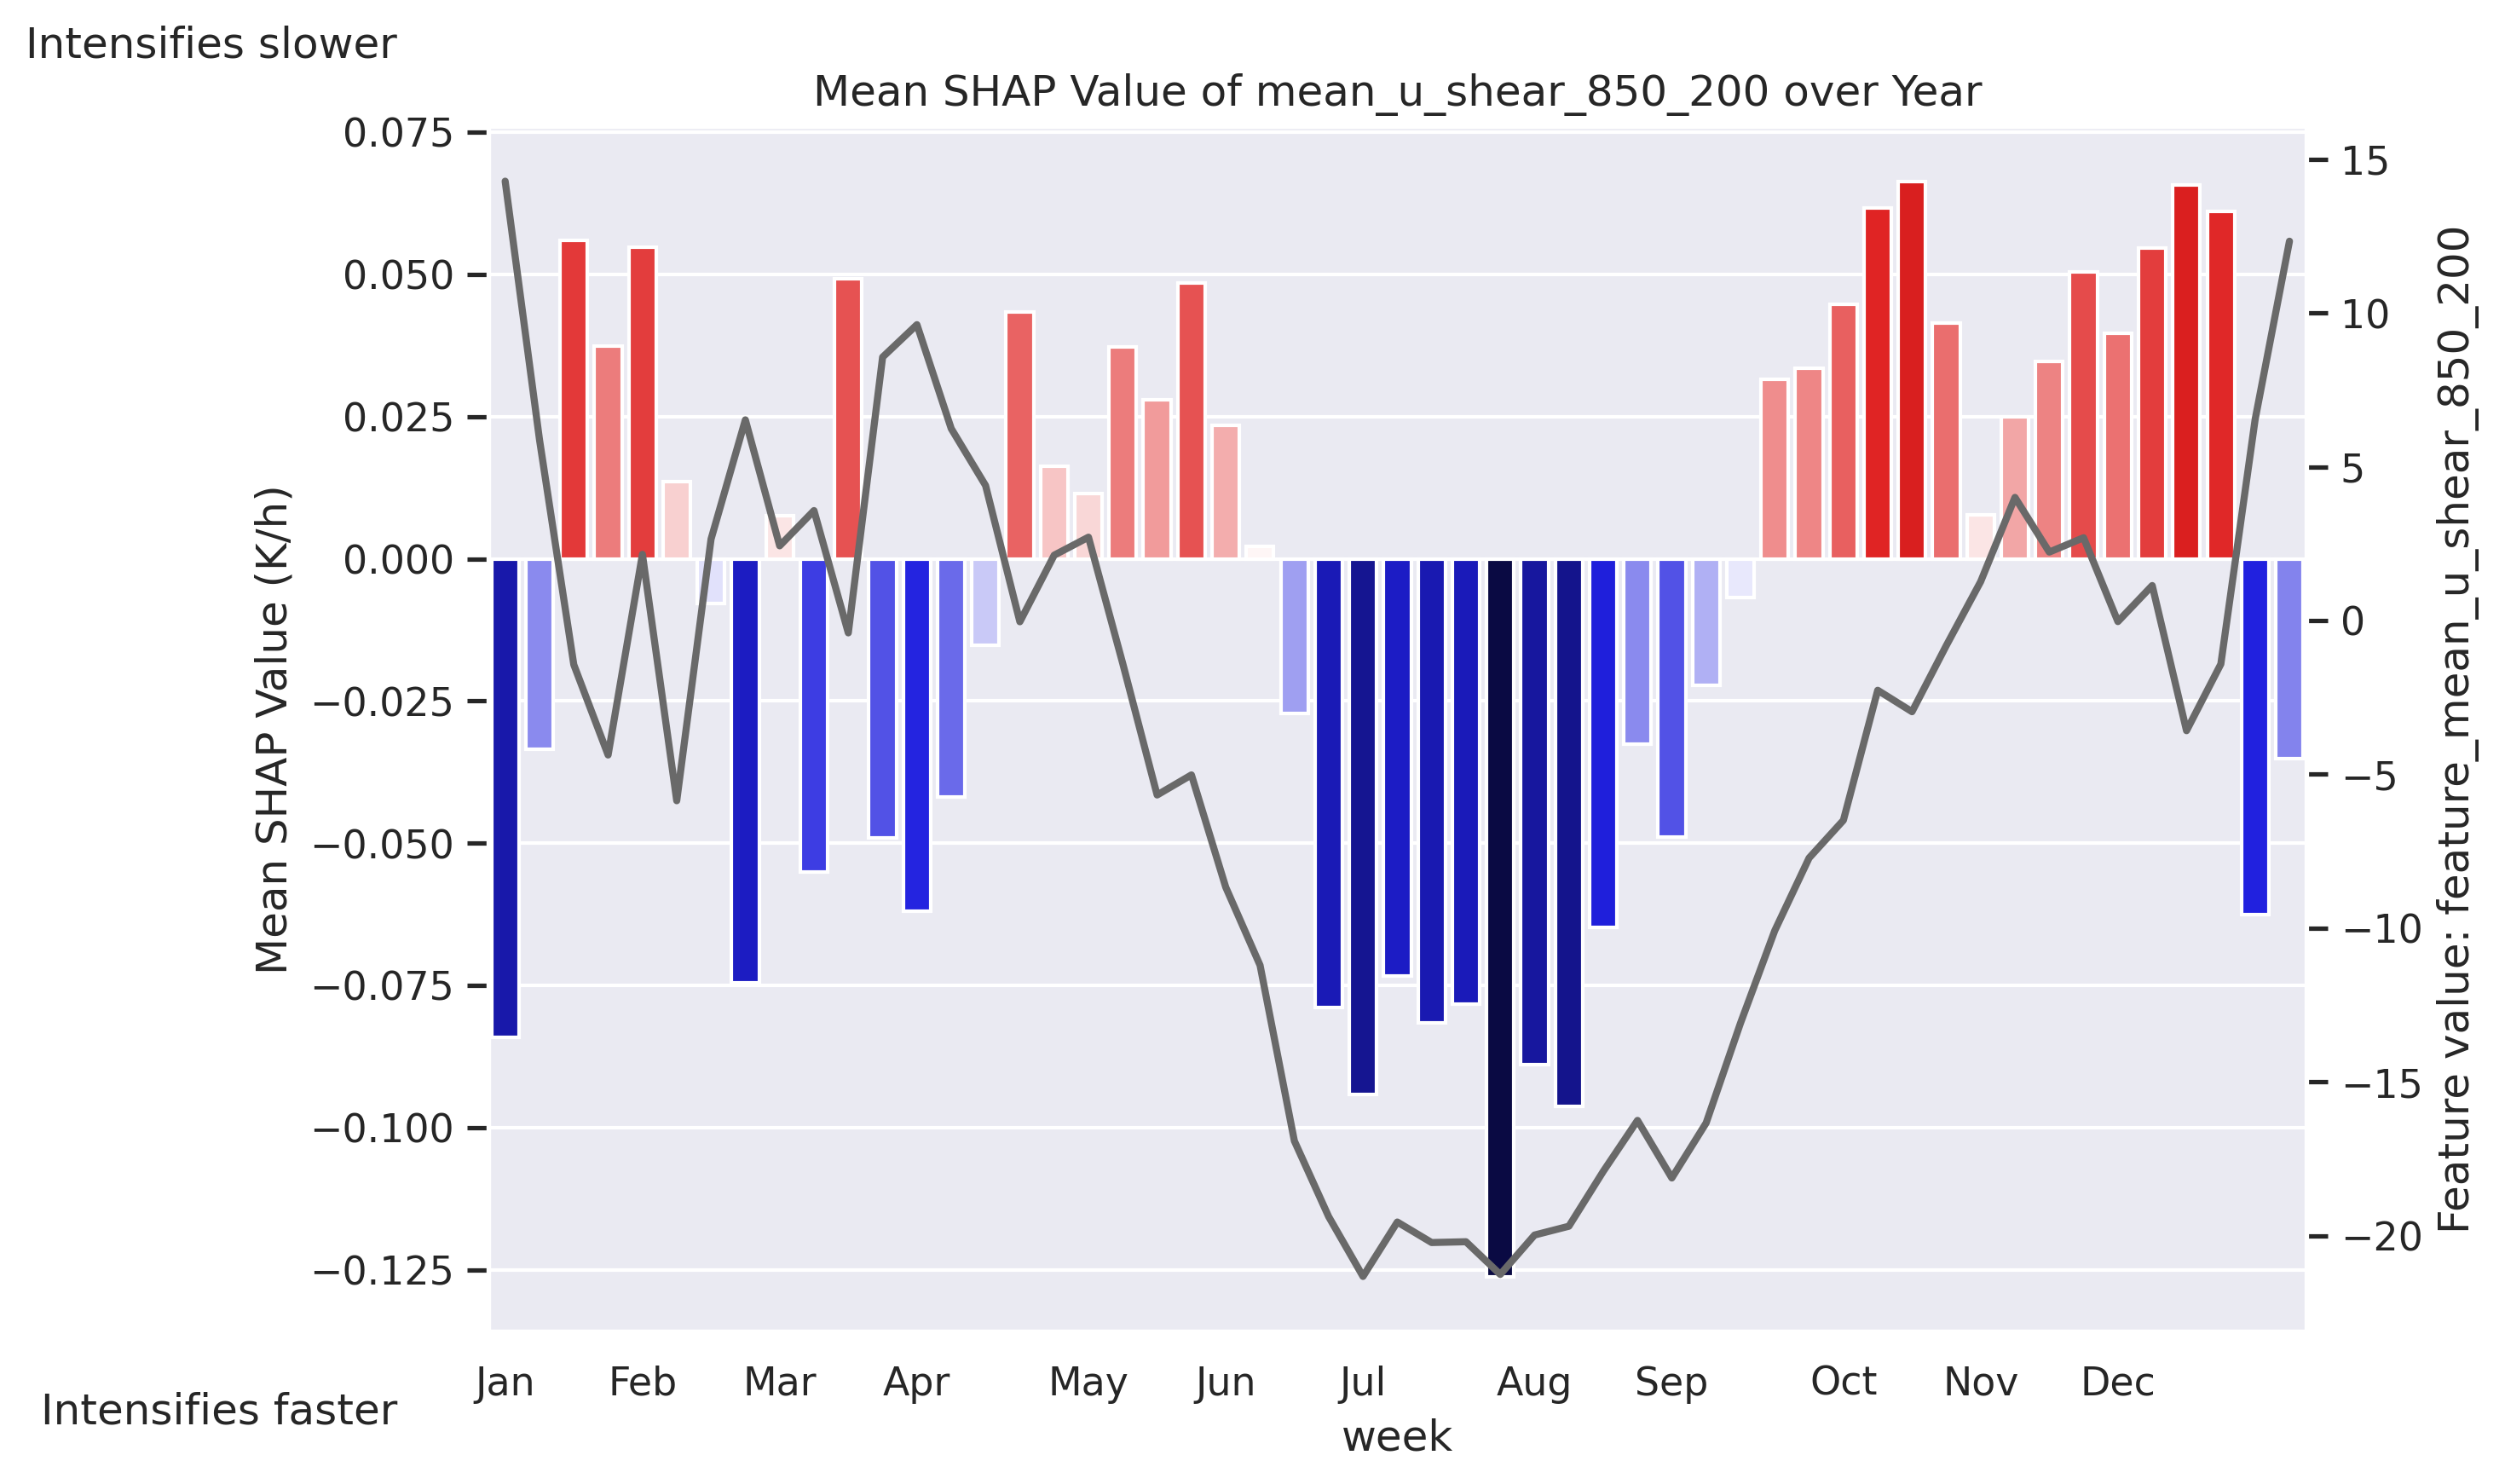 Intensifies slower
Mean SHAP Value of mean_u_shear_850_200 over Year
0.075
0.050
0.025
0.000
−0.025
−0.050
−0.075
−0.100
−0.125
Mean SHAP Value (K/h)
15
10
5
0
−5
−10
−15
−20
Feature value: feature_mean_u_shear_850_200
Jan Feb Mar Apr May Jun Jul Aug Sep Oct Nov Dec
week
Intensifies faster